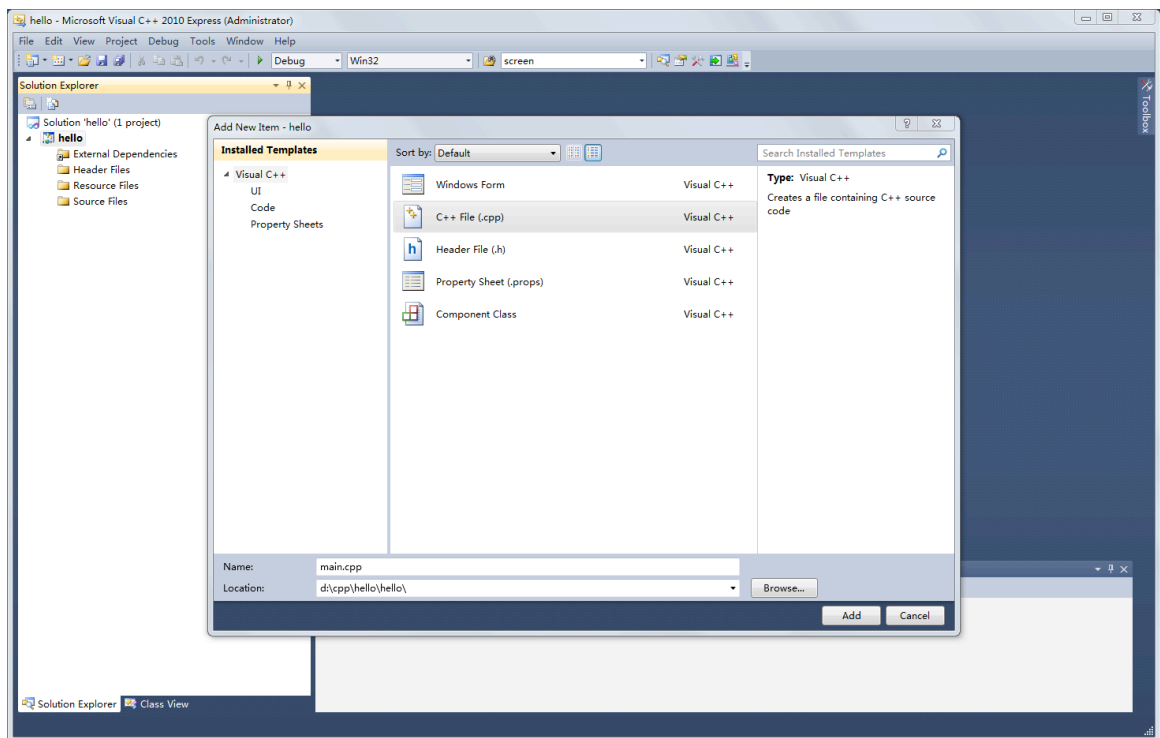 hello - Microsoft Visual C++ 2010 Express (Administrator)
File Edit View Project Debug Tools Window Help
Debug Win32 screen
Solution Explorer
Toolbox
Solution 'hello' (1 project)
hello
External Dependencies
Header Files
Resource Files
Source Files
Add New Item - hello
Installed Templates
Visual C++
UI
Code
Property Sheets
Sort by: Default
Search Installed Templates
Windows Form Visual C++
C++ File (.cpp) Visual C++
Header File (.h) Visual C++
Property Sheet (.props) Visual C++
Component Class Visual C++
Type: Visual C++
Creates a file containing C++ source
code
Name: main.cpp
Location: d:\cpp\hello\hello\
Browse...
Add Cancel
Solution Explorer Class View